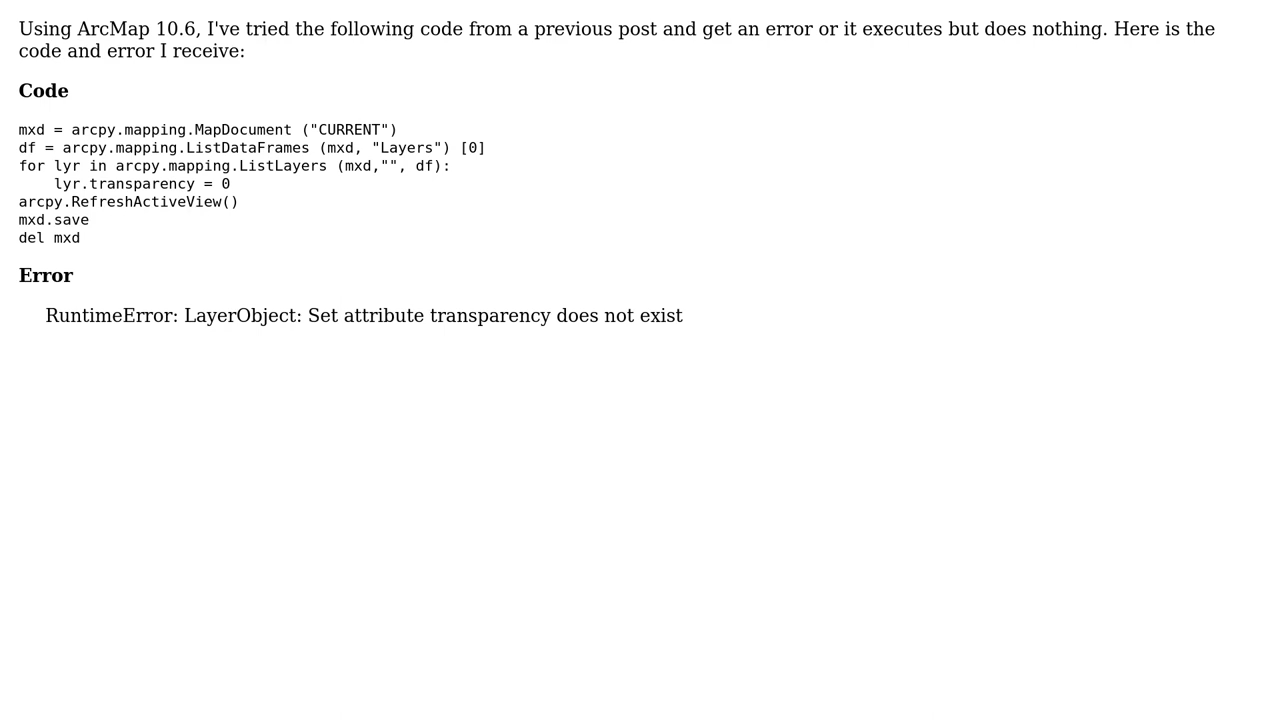 Using ArcMap 10.6, I've tried the following code from a previous post and get an error or it executes but does nothing. Here is the
code and error I receive:
Code
mxd = arcpy.mapping.MapDocument ("CURRENT")
df = arcpy.mapping.ListDataFrames (mxd, "Layers") [0]
for lyr in arcpy.mapping.ListLayers (mxd,"", df):
    lyr.transparency = 0
arcpy.RefreshActiveView()
mxd.save
del mxd
Error
RuntimeError: LayerObject: Set attribute transparency does not exist